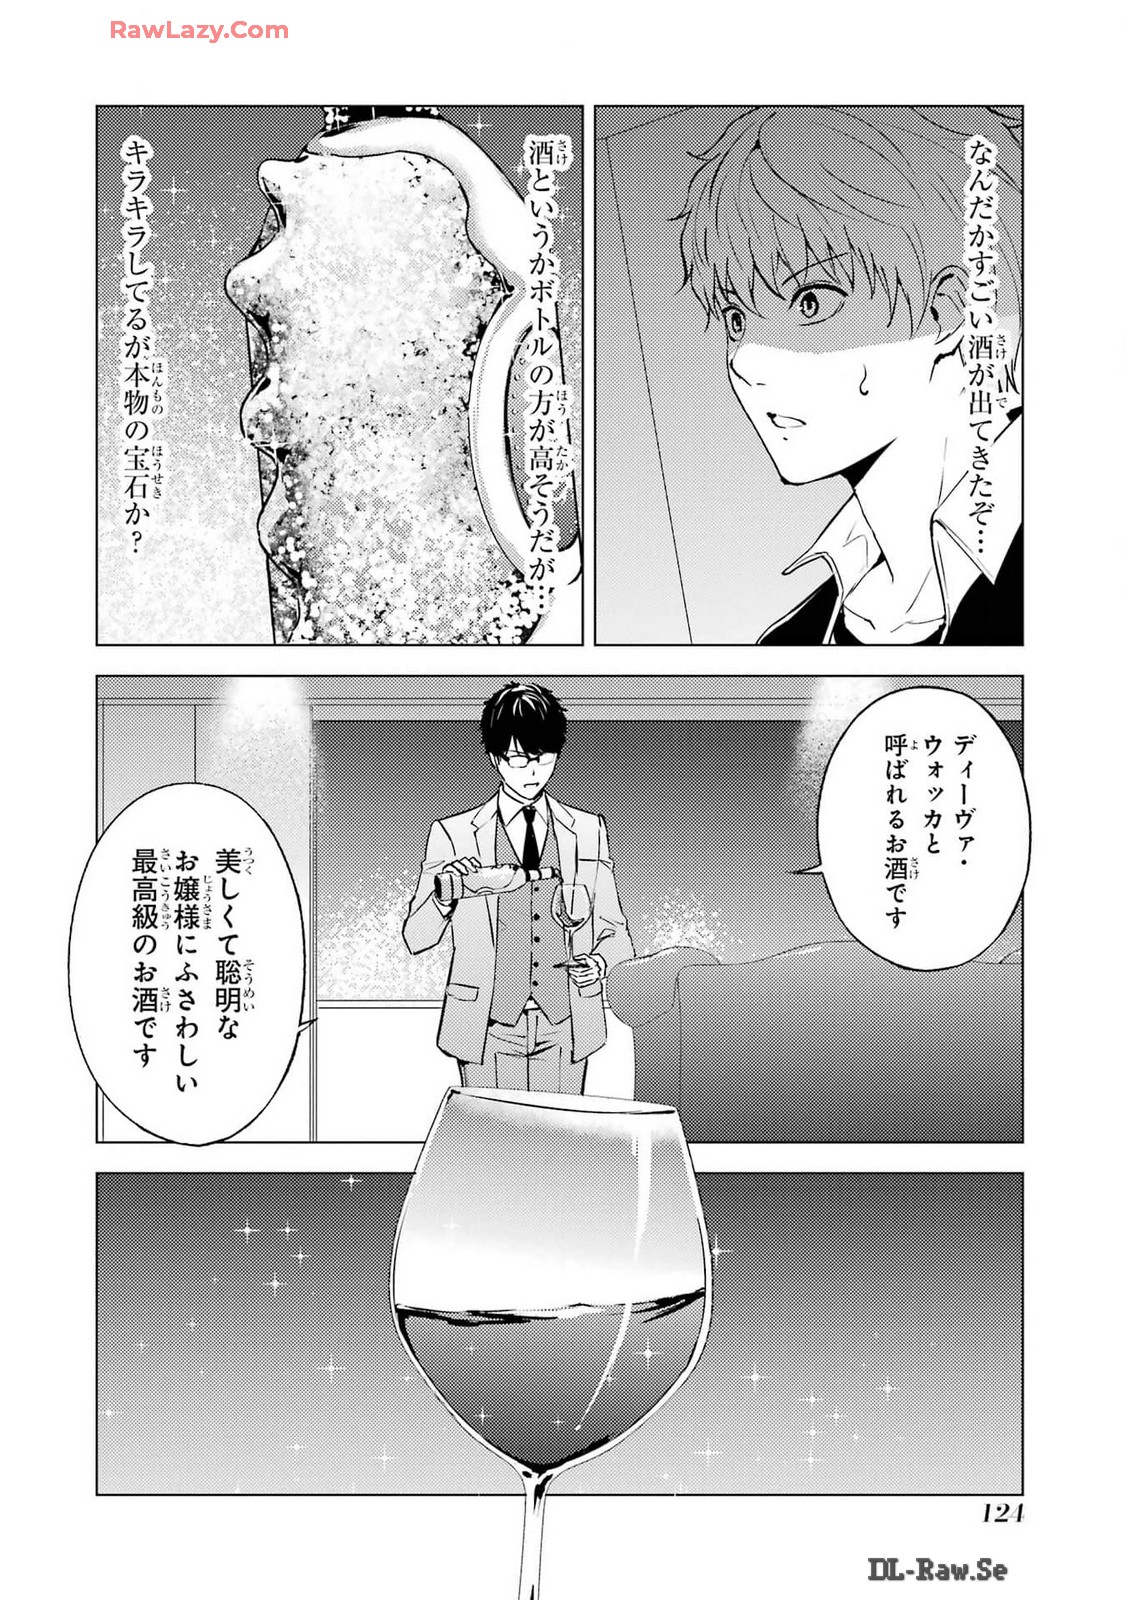 RawLazy.Com
なんだかすごい酒が出てきたぞ…
酒というかボトルの方が高そうだが…
キラキラしてるが本物の宝石か?
ディーヴァ・
ウォッカと
呼ばれるお酒です
美しくて聡明な
お嬢様にふさわしい
最高級のお酒です
124
DL-Raw.Se